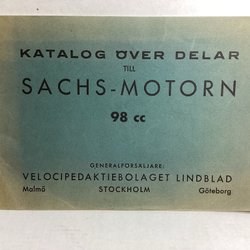 KATALOG ÖVER DELAR
TILL
SACHS-MOTORN
98 cc
GENERALFÖRSÄLJARE:
VELOCIPEDAKTIEBOLAGET LINDBLAD
Malmö STOCKHOLM Göteborg